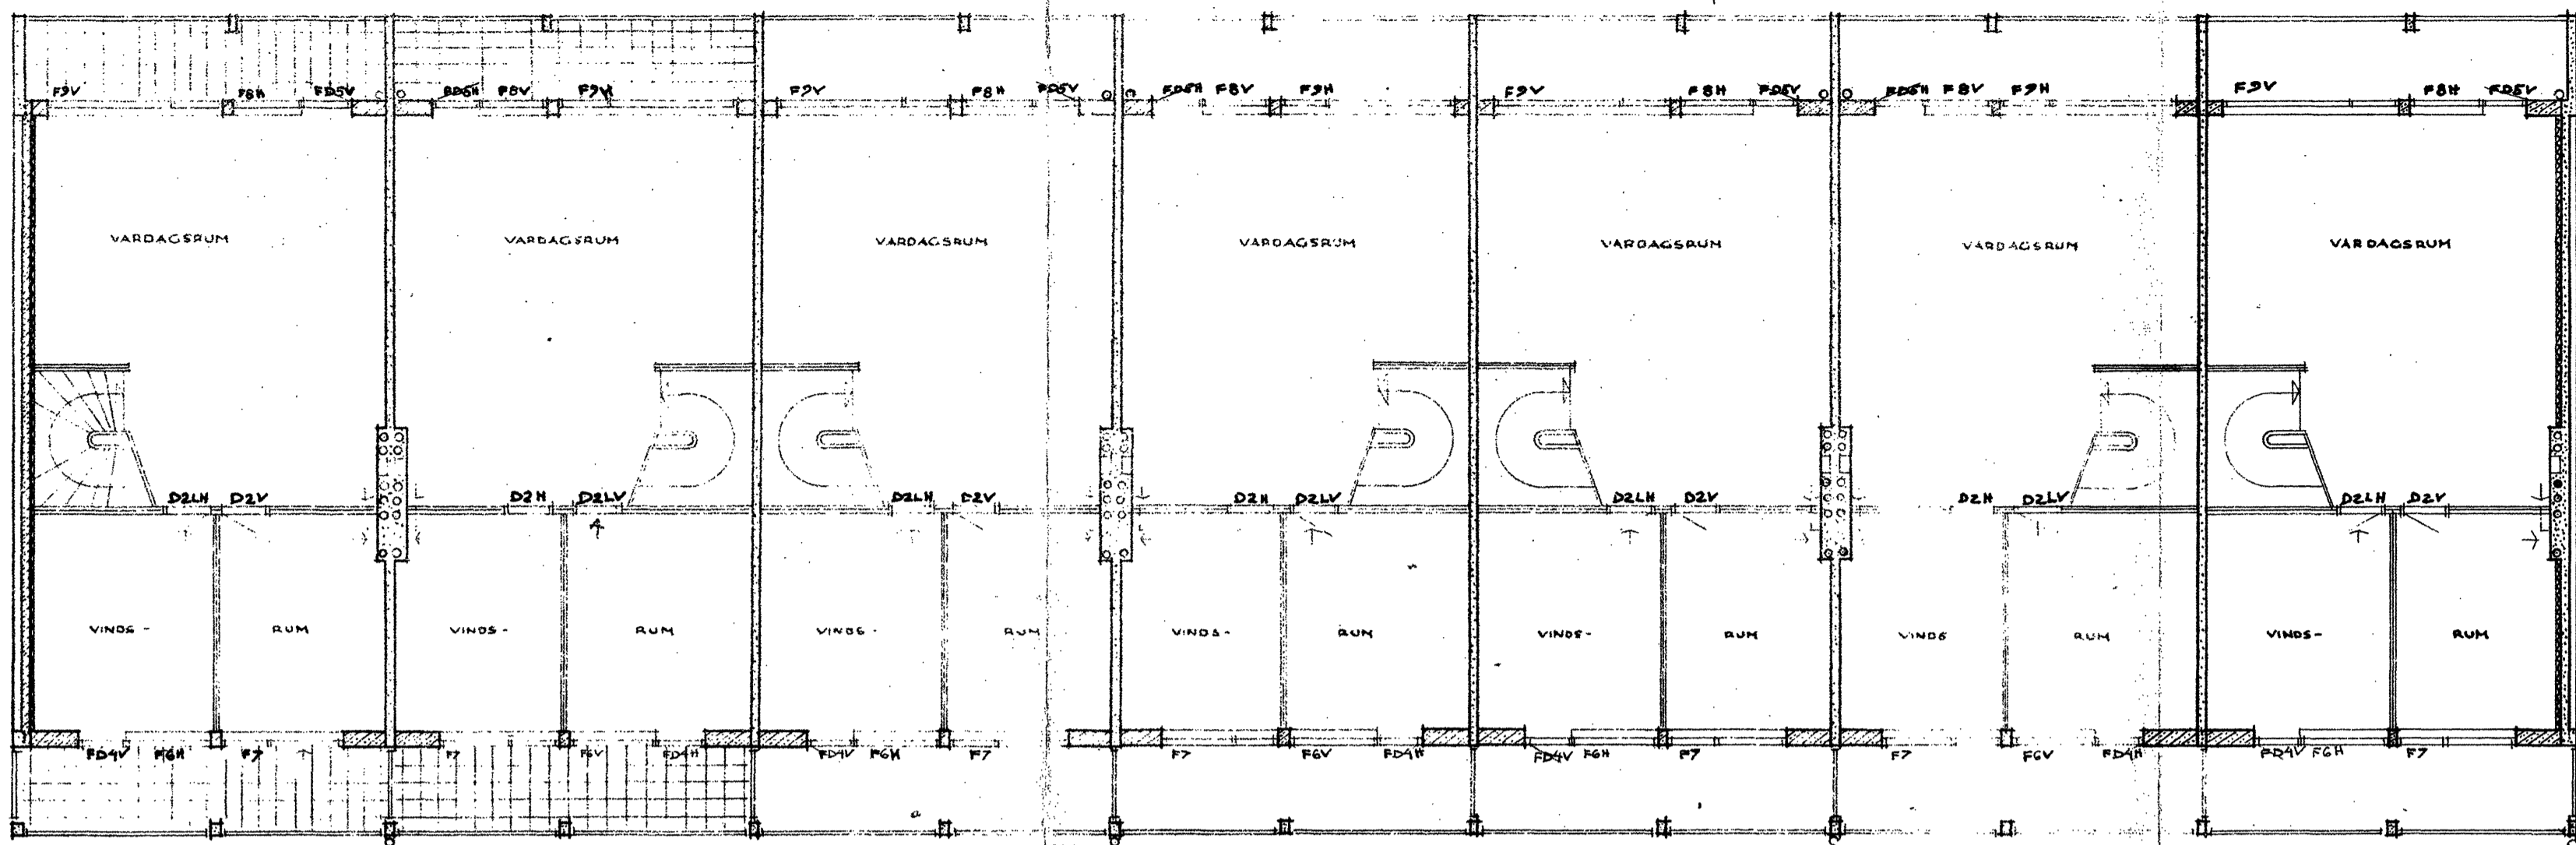 F9V F8H FD5V FD5H F8V F9H F9V F8H FD5V FD5H F8V F9H F9V F8H FD5V FD5H F8V F9H F9V F8H FD5V
VARDAGSRUM VARDAGSRUM VARDAGSRUM VARDAGSRUM VARDAGSRUM VARDAGSRUM VARDAGSRUM
D2LH D2V D2H D2LV D2LH D2V D2H D2LV D2LH D2V D2H D2LV D2LH D2V
VINDS- RUM VINDS- RUM VINDS- RUM VINDS- RUM VINDS- RUM VINDS RUM VINDS- RUM
FD4V F6H F7 F7 F6V FD4H FD4V F6H F7 F7 F6V FD4H FD4V F6H F7 F7 F6V FD4H FD4V F6H F7